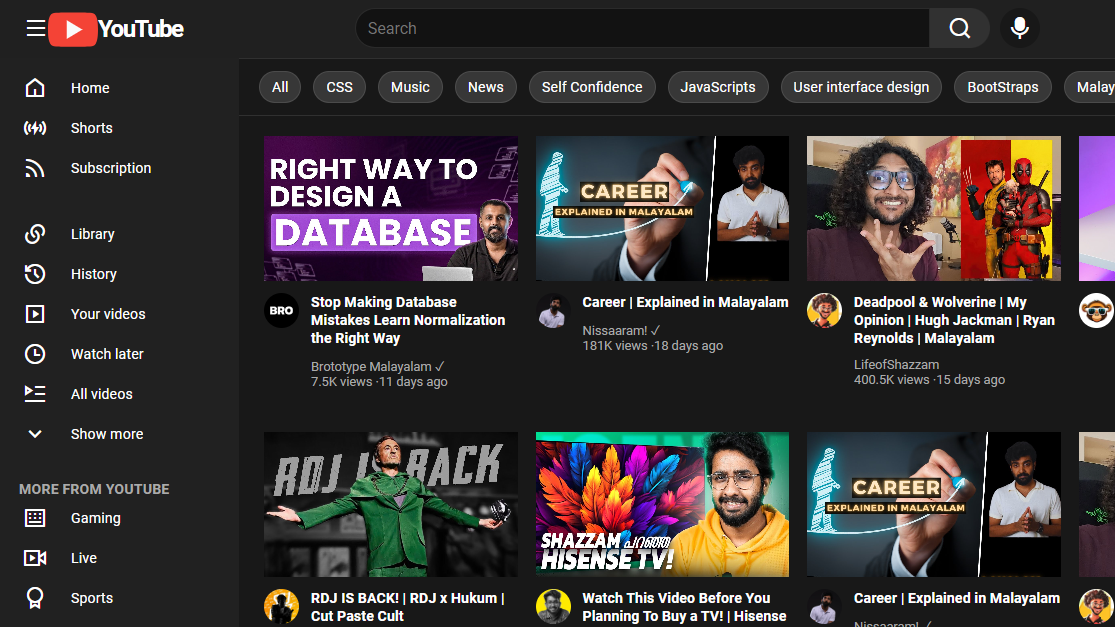 YouTube
Search
Home
Shorts
Subscription
Library
History
Your videos
Watch later
All videos
Show more
MORE FROM YOUTUBE
Gaming
Live
Sports
All
CSS
Music
News
Self Confidence
JavaScripts
User interface design
BootStraps
Malay
RIGHT WAY TO
DESIGN A
DATABASE
CAREER
EXPLAINED IN MALAYALAM
BRO
Stop Making Database
Mistakes Learn Normalization
the Right Way
Brototype Malayalam ✓
7.5K views ·11 days ago
Career | Explained in Malayalam
Nissaaram! ✓
181K views ·18 days ago
Deadpool & Wolverine | My
Opinion | Hugh Jackman | Ryan
Reynolds | Malayalam
LifeofShazzam
400.5K views ·15 days ago
RDJ IS BACK
SHAZZAM പറഞ്ഞ
HISENSE TV!
CAREER
EXPLAINED IN MALAYALAM
RDJ IS BACK! | RDJ x Hukum |
Cut Paste Cult
Watch This Video Before You
Planning To Buy a TV! | Hisense
Career | Explained in Malayalam
Nissaaram! ✓